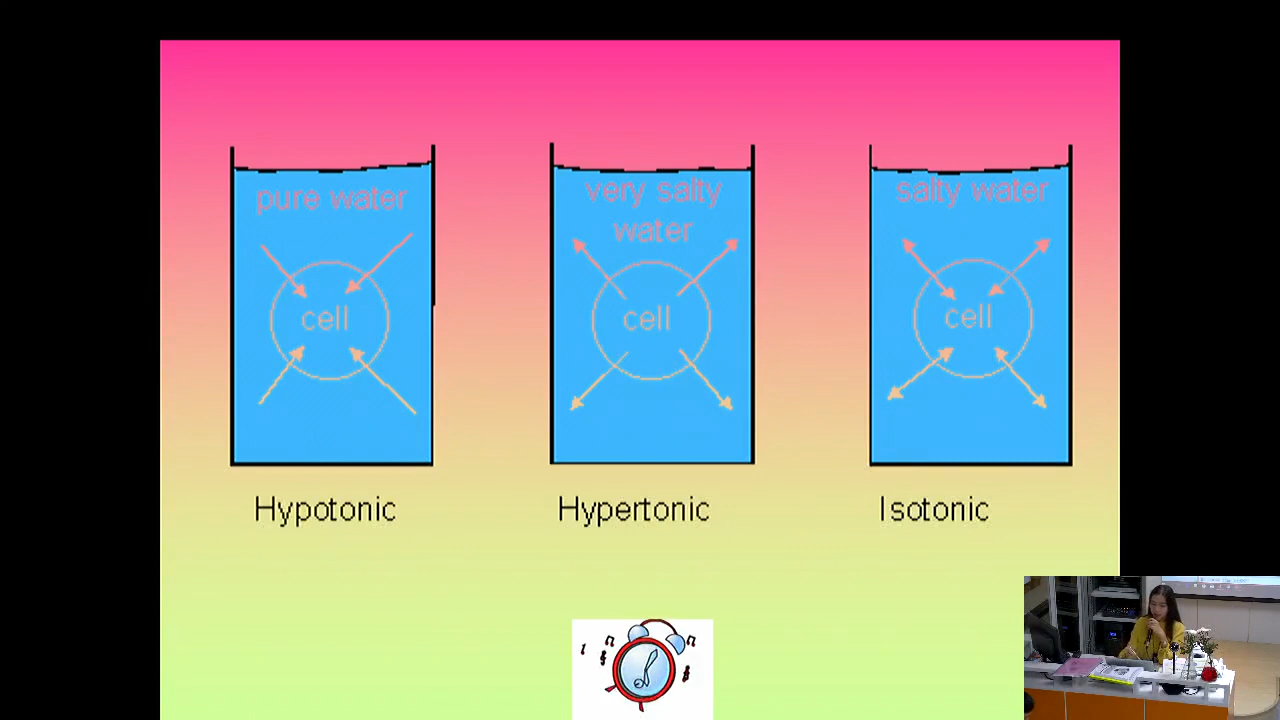 pure water
cell
Hypotonic
very salty
water
cell
Hypertonic
salty water
cell
Isotonic